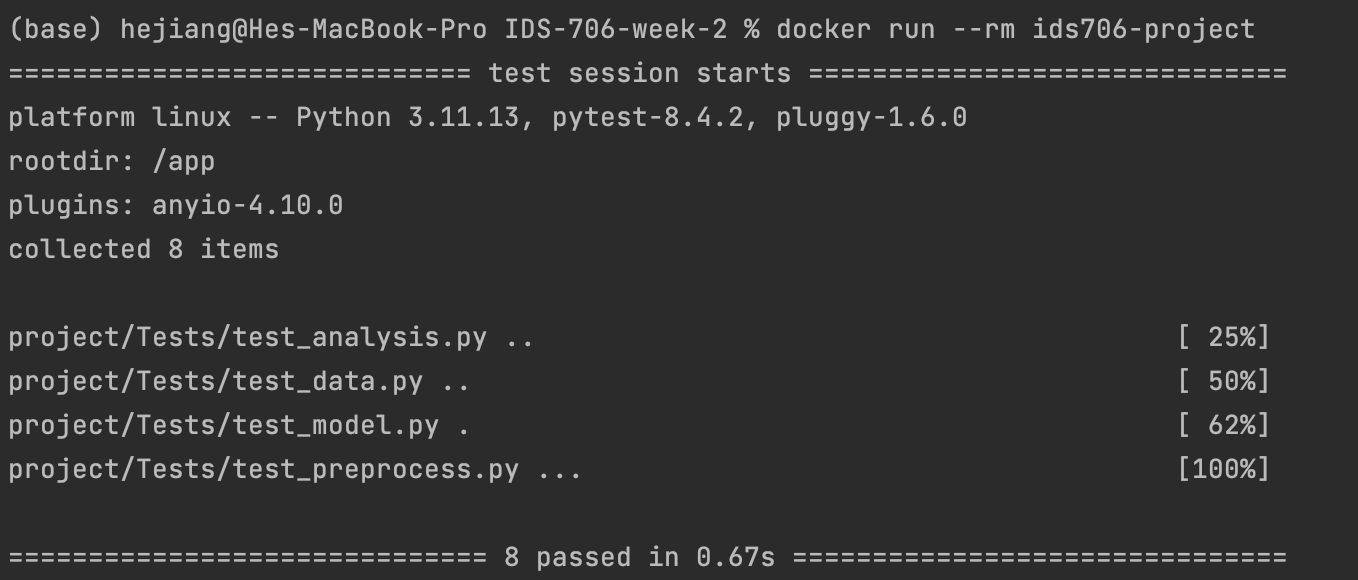 (base) hejiang@Hes-MacBook-Pro IDS-706-week-2 % docker run --rm ids706-project
============================= test session starts ==============================
platform linux -- Python 3.11.13, pytest-8.4.2, pluggy-1.6.0
rootdir: /app
plugins: anyio-4.10.0
collected 8 items

project/Tests/test_analysis.py ..                                        [ 25%]
project/Tests/test_data.py ..                                            [ 50%]
project/Tests/test_model.py .                                            [ 62%]
project/Tests/test_preprocess.py ...                                     [100%]

============================== 8 passed in 0.67s ===============================